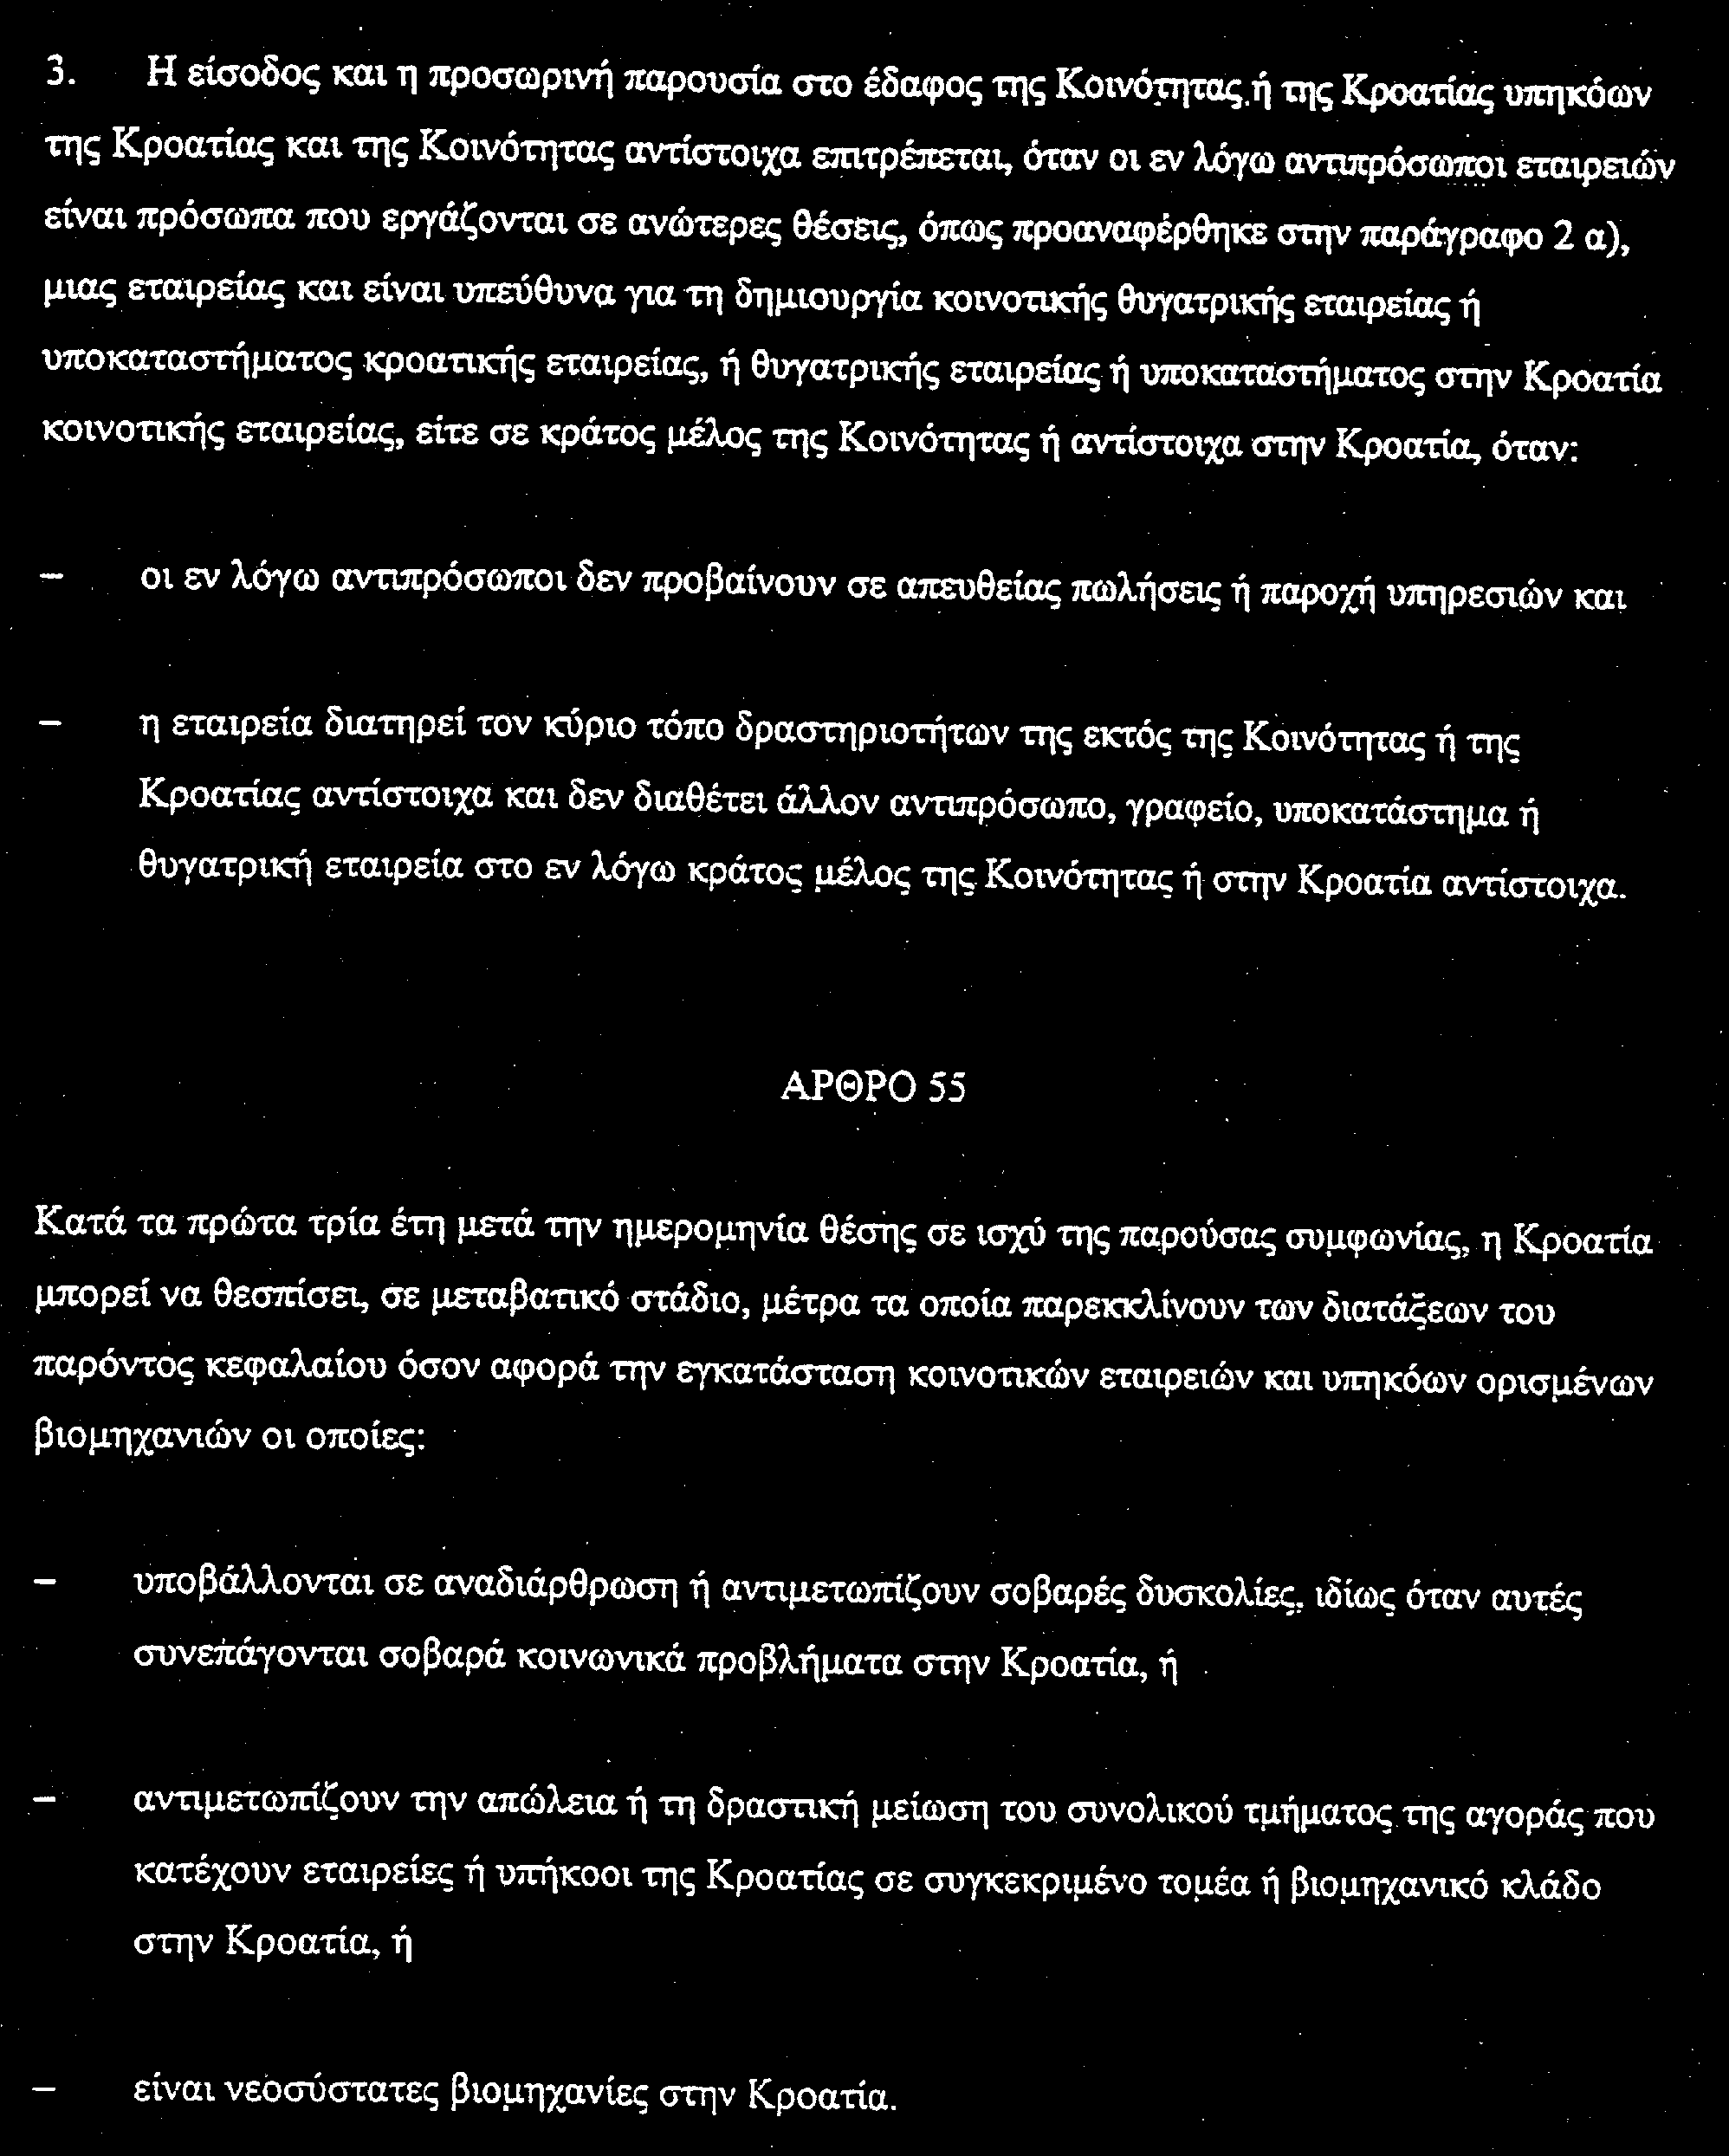 3. Η είσοδος και η προσωρινή παρουσία στο έδαφος της Κοινότητας ή της Κροατίας υπηκόων
της Κροατίας και της Κοινότητας αντίστοιχα επιτρέπεται, όταν οι εν λόγω αντιπρόσωποι εταιρειών
είναι πρόσωπα που εργάζονται σε ανώτερες θέσεις, όπως προαναφέρθηκε στην παράγραφο 2 α),
μιας εταιρείας και είναι υπεύθυνα για τη δημιουργία κοινοτικής θυγατρικής εταιρείας ή
υποκαταστήματος κροατικής εταιρείας, ή θυγατρικής εταιρείας ή υποκαταστήματος στην Κροατία
κοινοτικής εταιρείας, είτε σε κράτος μέλος της Κοινότητας ή αντίστοιχα στην Κροατία, όταν:
– οι εν λόγω αντιπρόσωποι δεν προβαίνουν σε απευθείας πωλήσεις ή παροχή υπηρεσιών και
– η εταιρεία διατηρεί τον κύριο τόπο δραστηριοτήτων της εκτός της Κοινότητας ή της
Κροατίας αντίστοιχα και δεν διαθέτει άλλον αντιπρόσωπο, γραφείο, υποκατάστημα ή
θυγατρική εταιρεία στο εν λόγω κράτος μέλος της Κοινότητας ή στην Κροατία αντίστοιχα.
ΑΡΘΡΟ 55
Κατά τα πρώτα τρία έτη μετά την ημερομηνία θέσης σε ισχύ της παρούσας συμφωνίας, η Κροατία
μπορεί να θεσπίσει, σε μεταβατικό στάδιο, μέτρα τα οποία παρεκκλίνουν των διατάξεων του
παρόντος κεφαλαίου όσον αφορά την εγκατάσταση κοινοτικών εταιρειών και υπηκόων ορισμένων
βιομηχανιών οι οποίες:
– υποβάλλονται σε αναδιάρθρωση ή αντιμετωπίζουν σοβαρές δυσκολίες, ιδίως όταν αυτές
συνεπάγονται σοβαρά κοινωνικά προβλήματα στην Κροατία, ή
– αντιμετωπίζουν την απώλεια ή τη δραστική μείωση του συνολικού τμήματος της αγοράς που
κατέχουν εταιρείες ή υπήκοοι της Κροατίας σε συγκεκριμένο τομέα ή βιομηχανικό κλάδο
στην Κροατία, ή
– είναι νεοσύστατες βιομηχανίες στην Κροατία.